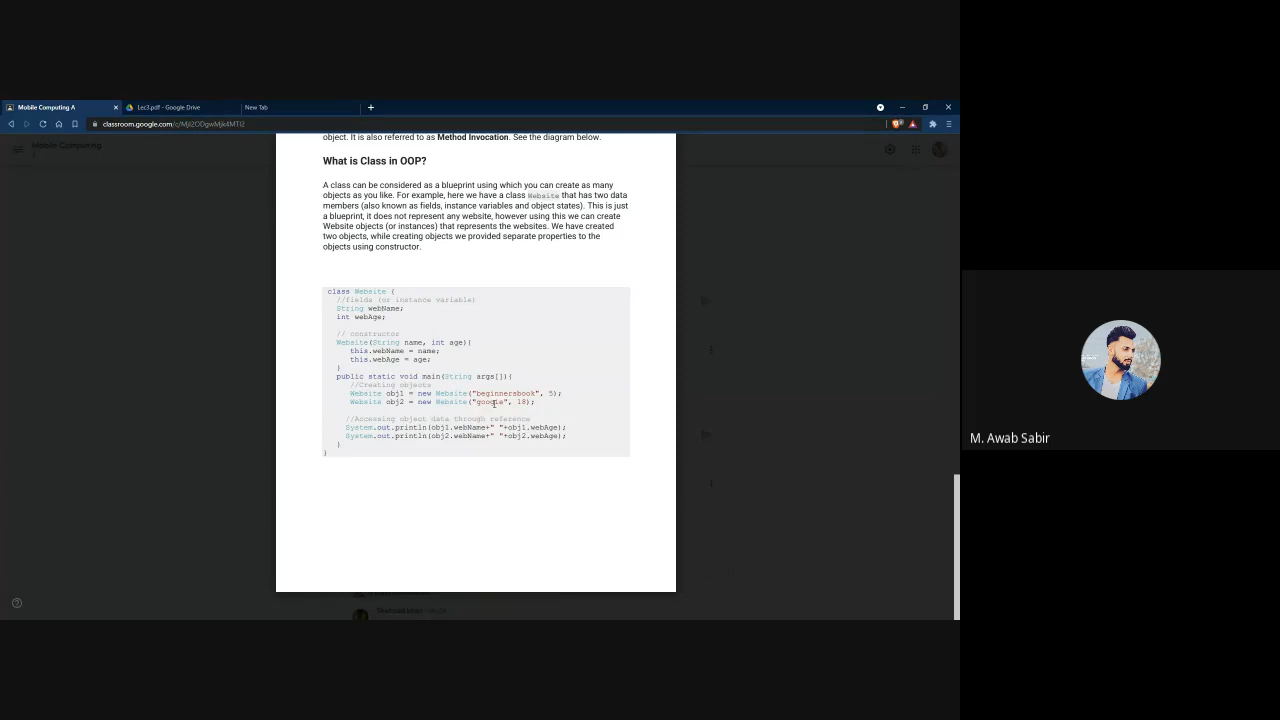 Mobile Computing A
Lec3.pdf - Google Drive
New Tab
object. It is also referred to as Method Invocation. See the diagram below.
Mobile Computing
What is Class in OOP?
A class can be considered as a blueprint using which you can create as many
objects as you like. For example, here we have a class Website that has two data
members (also known as fields, instance variables and object states). This is just
a blueprint, it does not represent any website, however using this we can create
Website objects (or instances) that represents the websites. We have created
two objects, while creating objects we provided separate properties to the
objects using constructor.
class Website {
//fields (or instance variable)
String webName;
int webAge;
// constructor
Website(String name, int age){
this.webName = name;
this.webAge = age;
}
public static void main(String args[]){
//Creating objects
Website obj1 = new Website("beginnersbook", 5);
Website obj2 = new Website("google", 18);
//Accessing object data through reference
System.out.println(obj1.webName+" "+obj1.webAge);
System.out.println(obj2.webName+" "+obj2.webAge);
}
}
M. Awab Sabir